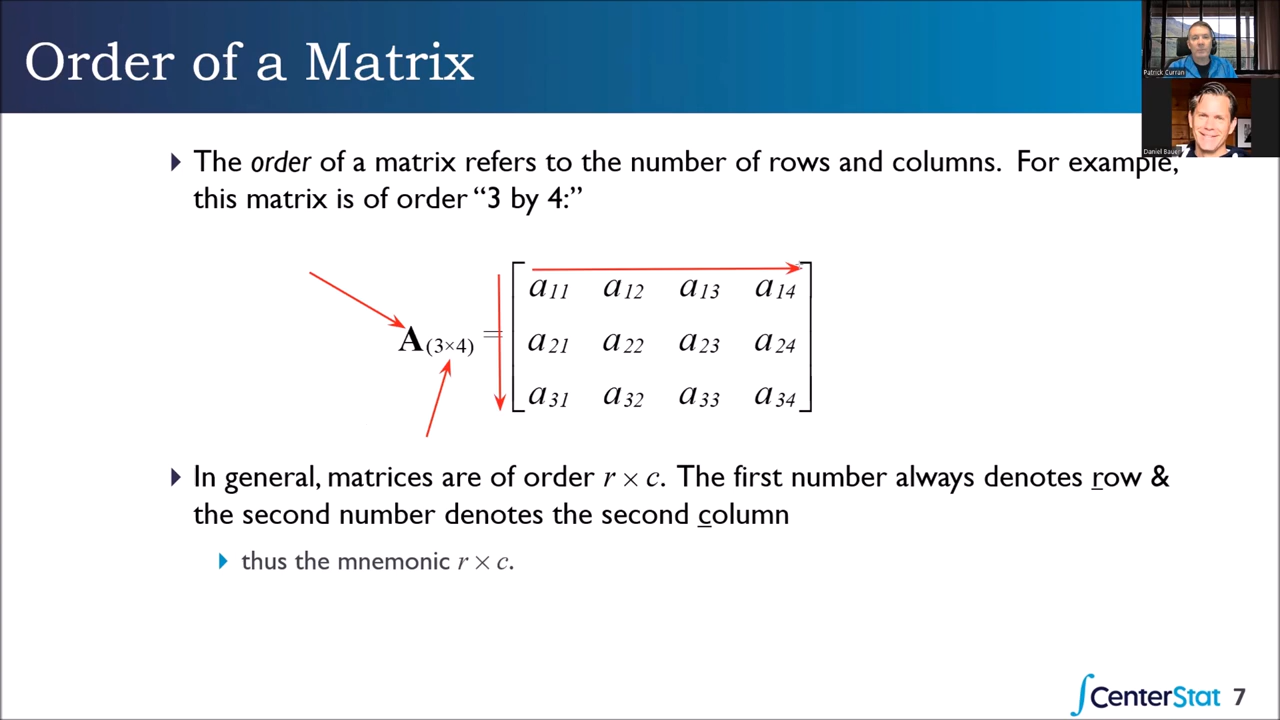 Order of a Matrix
Patrick Curran
Daniel Bauer
The order of a matrix refers to the number of rows and columns. For example,
this matrix is of order “3 by 4:”
A(3×4) =
a11 a12 a13 a14
a21 a22 a23 a24
a31 a32 a33 a34
In general, matrices are of order r × c. The first number always denotes row &
the second number denotes the second column
thus the mnemonic r × c.
CenterStat 7